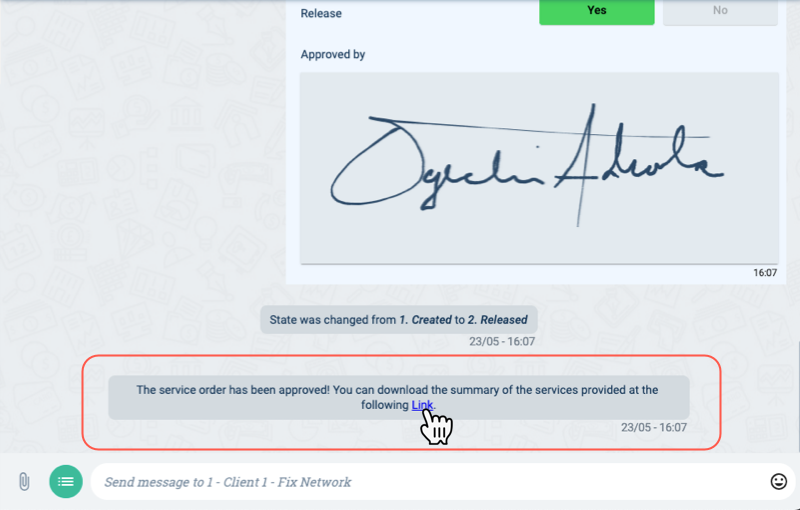 Release
Yes
No
Approved by
16:07
State was changed from 1. Created to 2. Released
23/05 - 16:07
The service order has been approved! You can download the summary of the services provided at the
following Link.
23/05 - 16:07
Send message to 1 - Client 1 - Fix Network